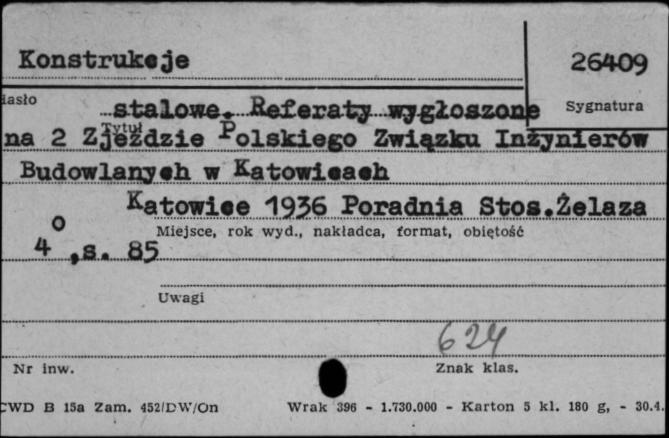 Konstrukcje
26409
iasło
stalowe. Referaty wygłoszone
Sygnatura
Tytuł
na 2 Zjeździe Polskiego Związku Inżynierów
Budowlanych w Katowicach
Katowice 1936 Poradnia Stos.Żelaza
Miejsce, rok wyd., nakładca, format, objętość
4o,s. 85
Uwagi
624
Nr inw.
Znak klas.
CWD B 15a Zam. 452/DW/On Wrak 396 - 1.730.000 - Karton 5 kl. 180 g, - 30.4.